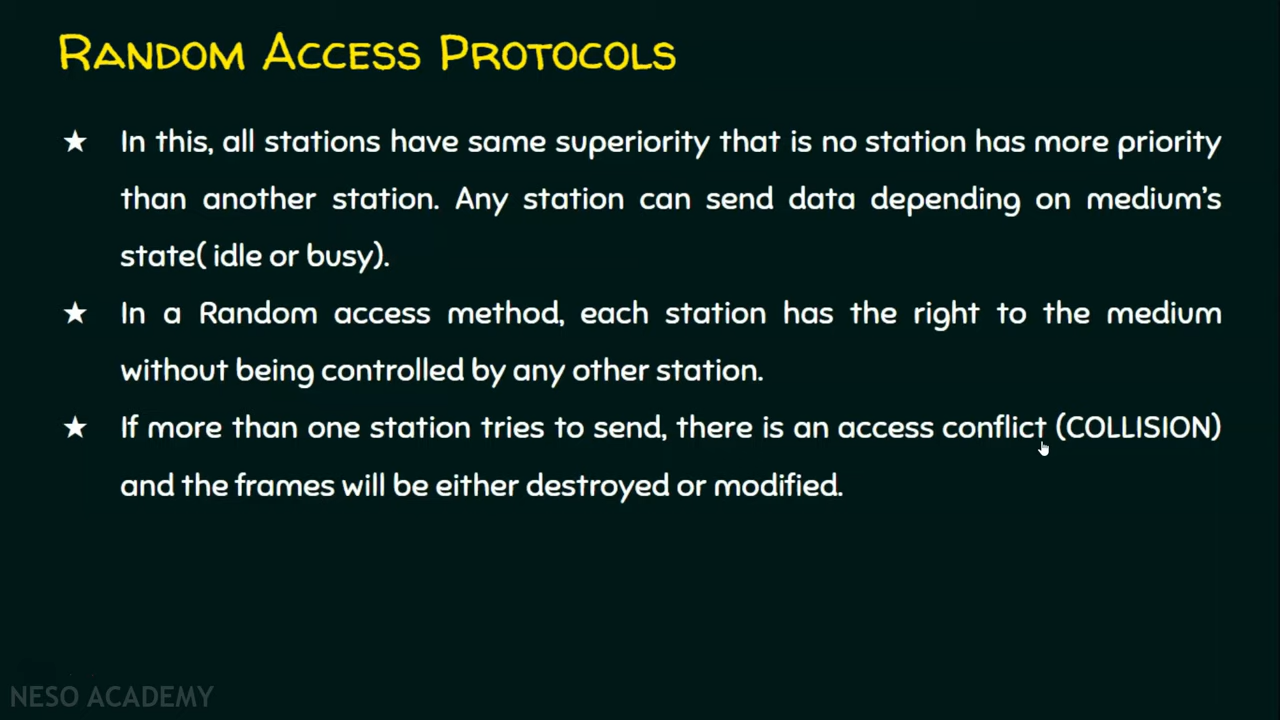 RANDOM ACCESS PROTOCOLS
★ In this, all stations have same superiority that is no station has more priority
than another station. Any station can send data depending on medium's
state( idle or busy).
★ In a Random access method, each station has the right to the medium
without being controlled by any other station.
★ If more than one station tries to send, there is an access conflict (COLLISION)
and the frames will be either destroyed or modified.
NESO ACADEMY